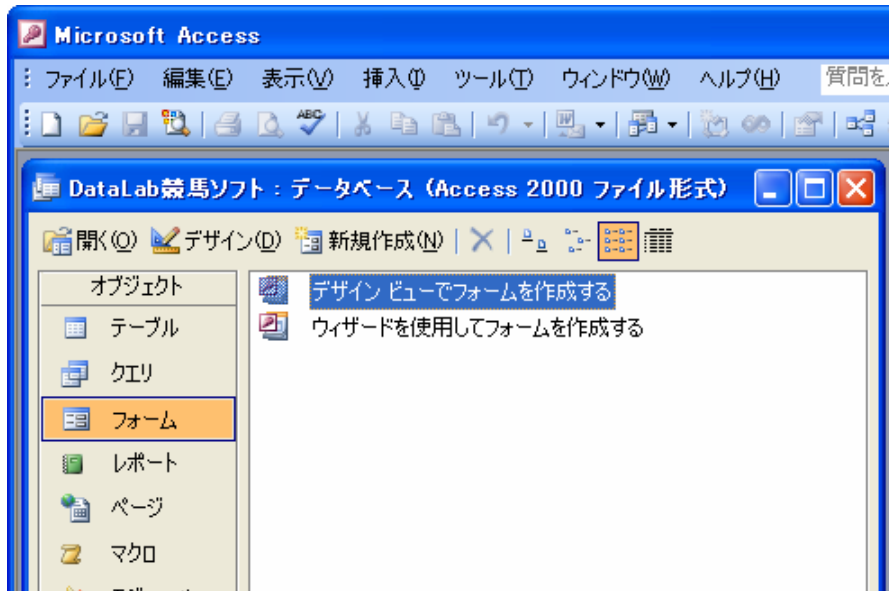 Microsoft Access
ファイル(F) 編集(E) 表示(V) 挿入(I) ツール(T) ウィンドウ(W) ヘルプ(H) 質問を
ABC
DataLab競馬ソフト : データベース (Access 2000 ファイル形式)
開く(O) デザイン(D) 新規作成(N)
オブジェクト
デザイン ビューでフォームを作成する
テーブル
ウィザードを使用してフォームを作成する
クエリ
フォーム
レポート
ページ
マクロ